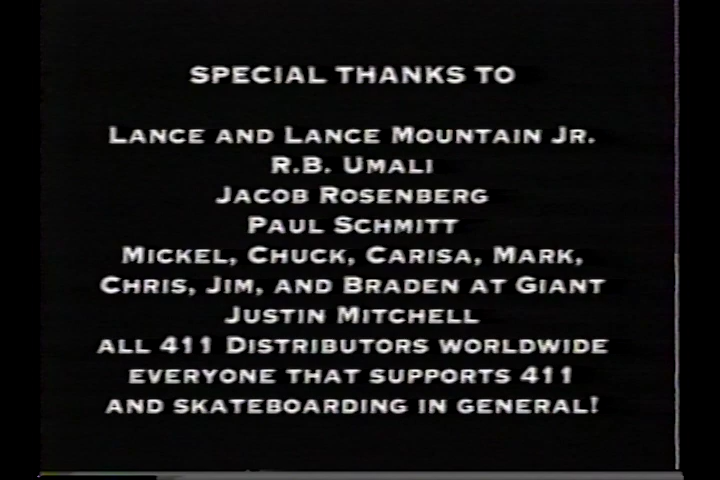 SPECIAL THANKS TO
LANCE AND LANCE MOUNTAIN JR.
R.B. UMALI
JACOB ROSENBERG
PAUL SCHMITT
MICKEL, CHUCK, CARISA, MARK,
CHRIS, JIM, AND BRADEN AT GIANT
JUSTIN MITCHELL
ALL 411 DISTRIBUTORS WORLDWIDE
EVERYONE THAT SUPPORTS 411
AND SKATEBOARDING IN GENERAL!